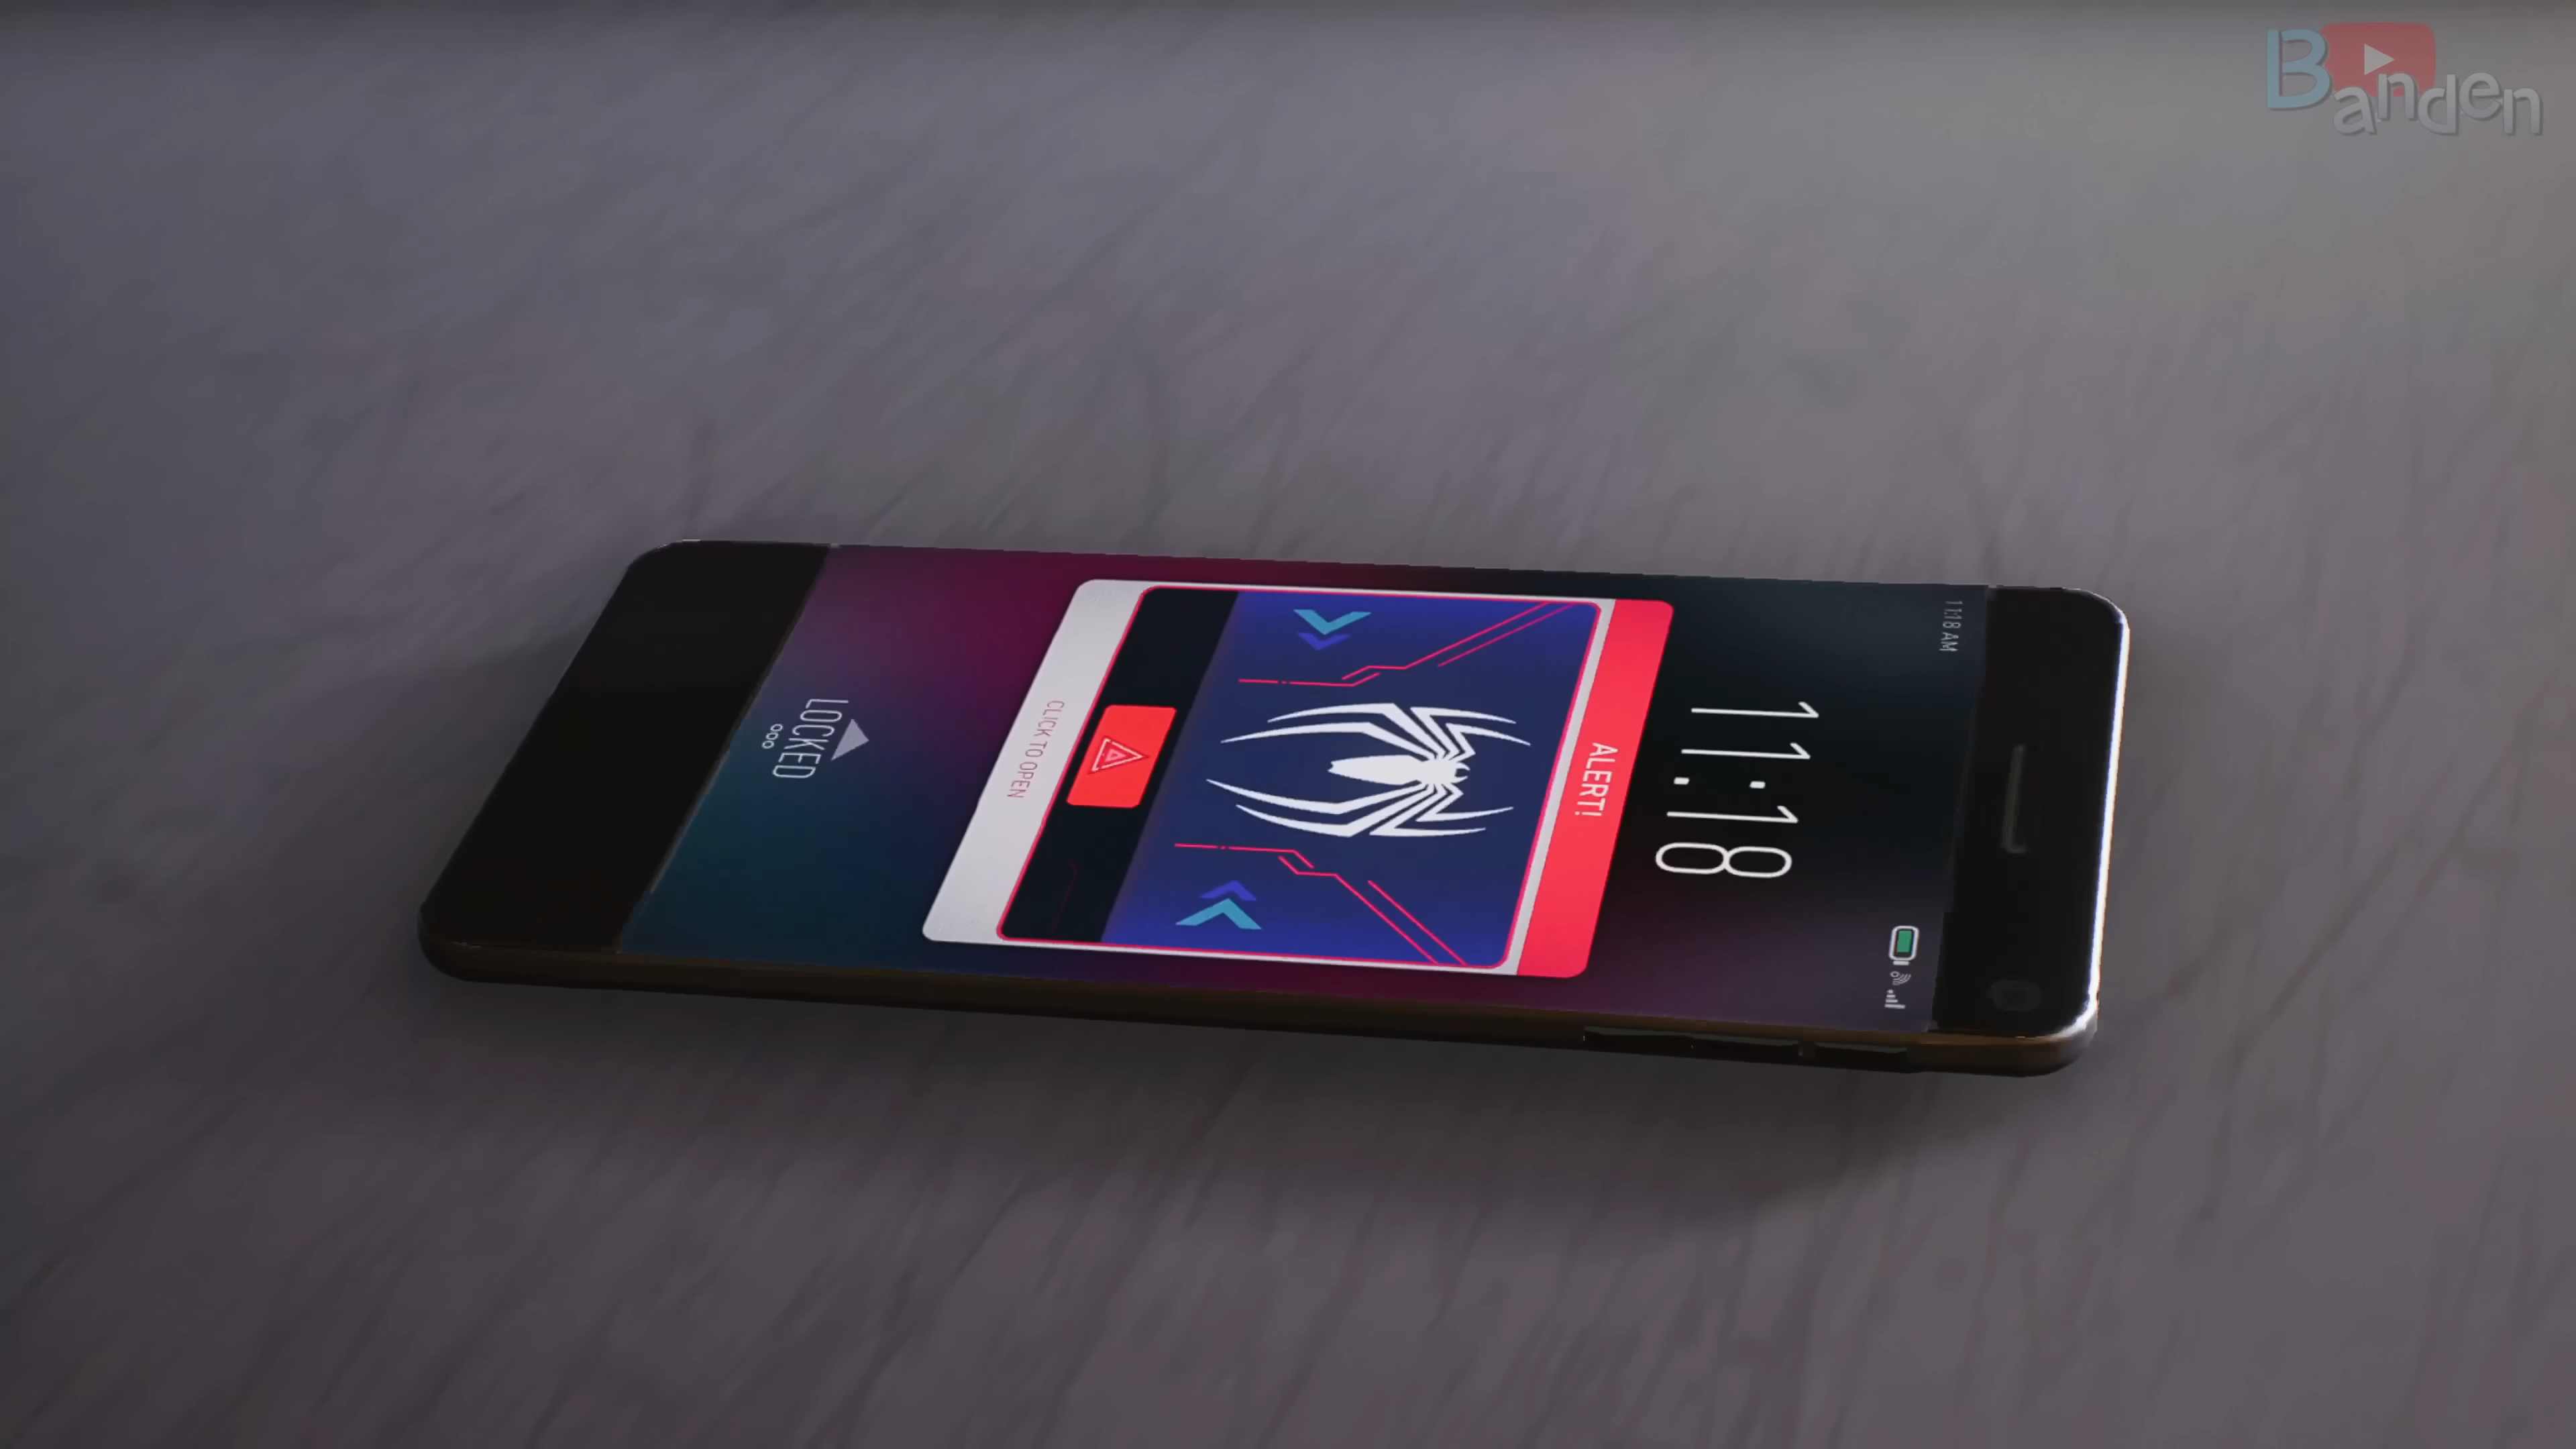 Banden
11:18 AM
11:18
ALERT!
CLICK TO OPEN
LOCKED